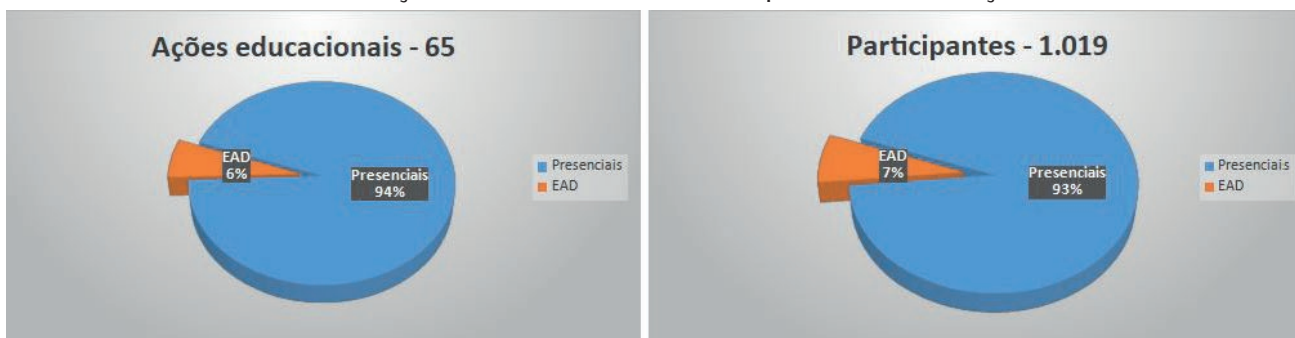 Ações educacionais - 65
EAD
6%
Presenciais
94%
Presenciais
EAD
Participantes - 1.019
EAD
7%
Presenciais
93%
Presenciais
EAD